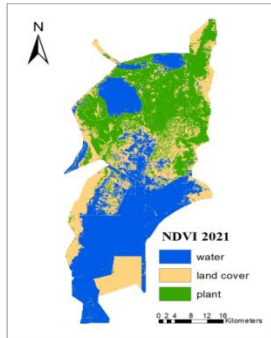 N
NDVI 2021
water
land cover
plant
0 2 4 8 12 16
Kilometers